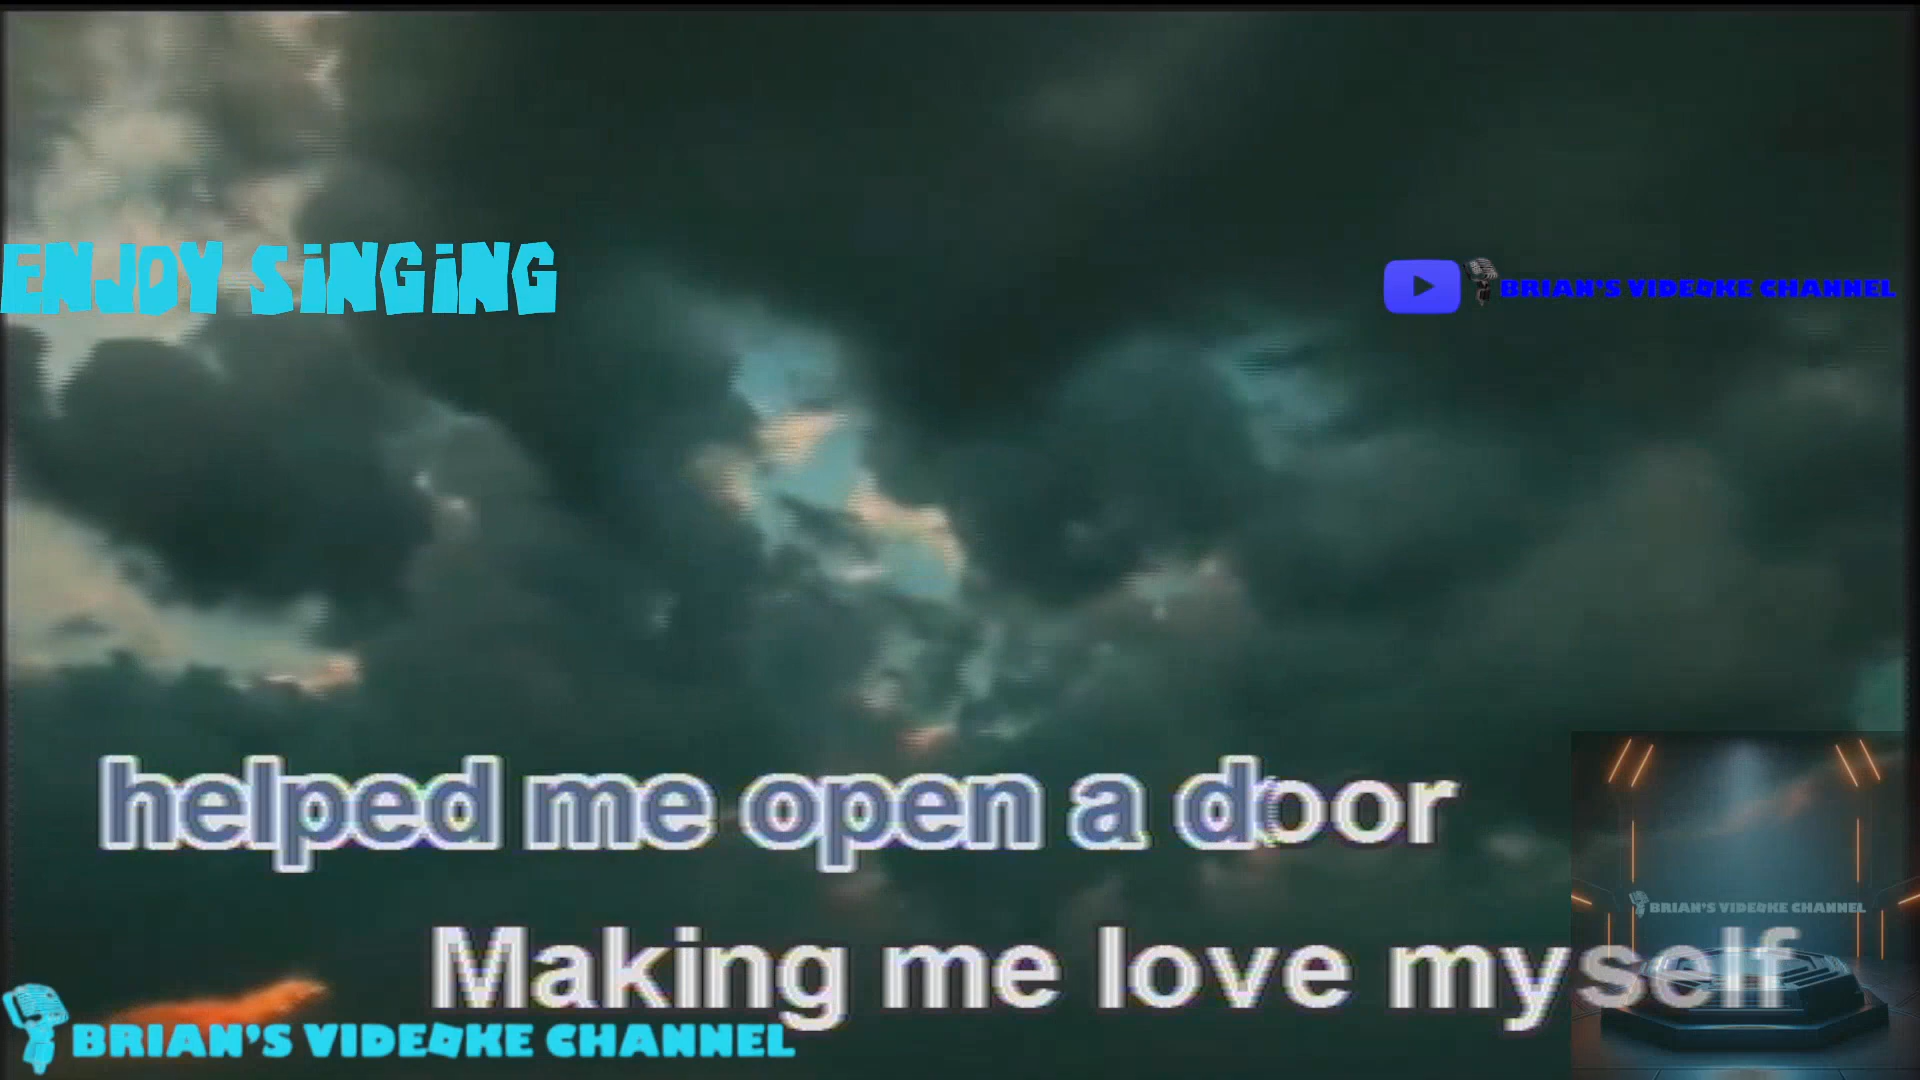 ENJOY SiNGiNG
BRIAN'S VIDEOKE CHANNEL
helped me open a door
BRIAN'S VIDEOKE CHANNEL
Making me love myself
BRIAN'S VIDEOKE CHANNEL